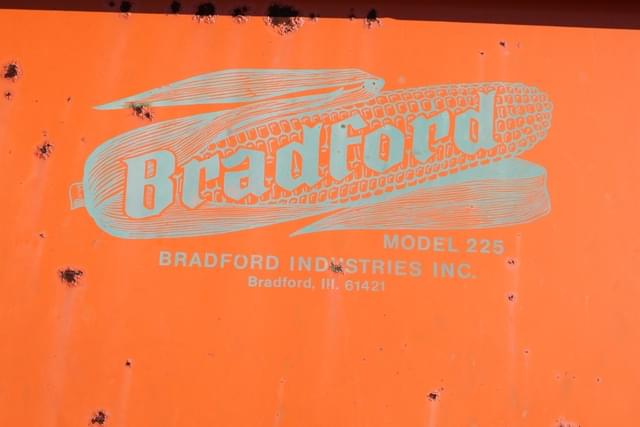 Bradford
MODEL 225
BRADFORD INDUSTRIES INC.
Bradford, Ill. 61421